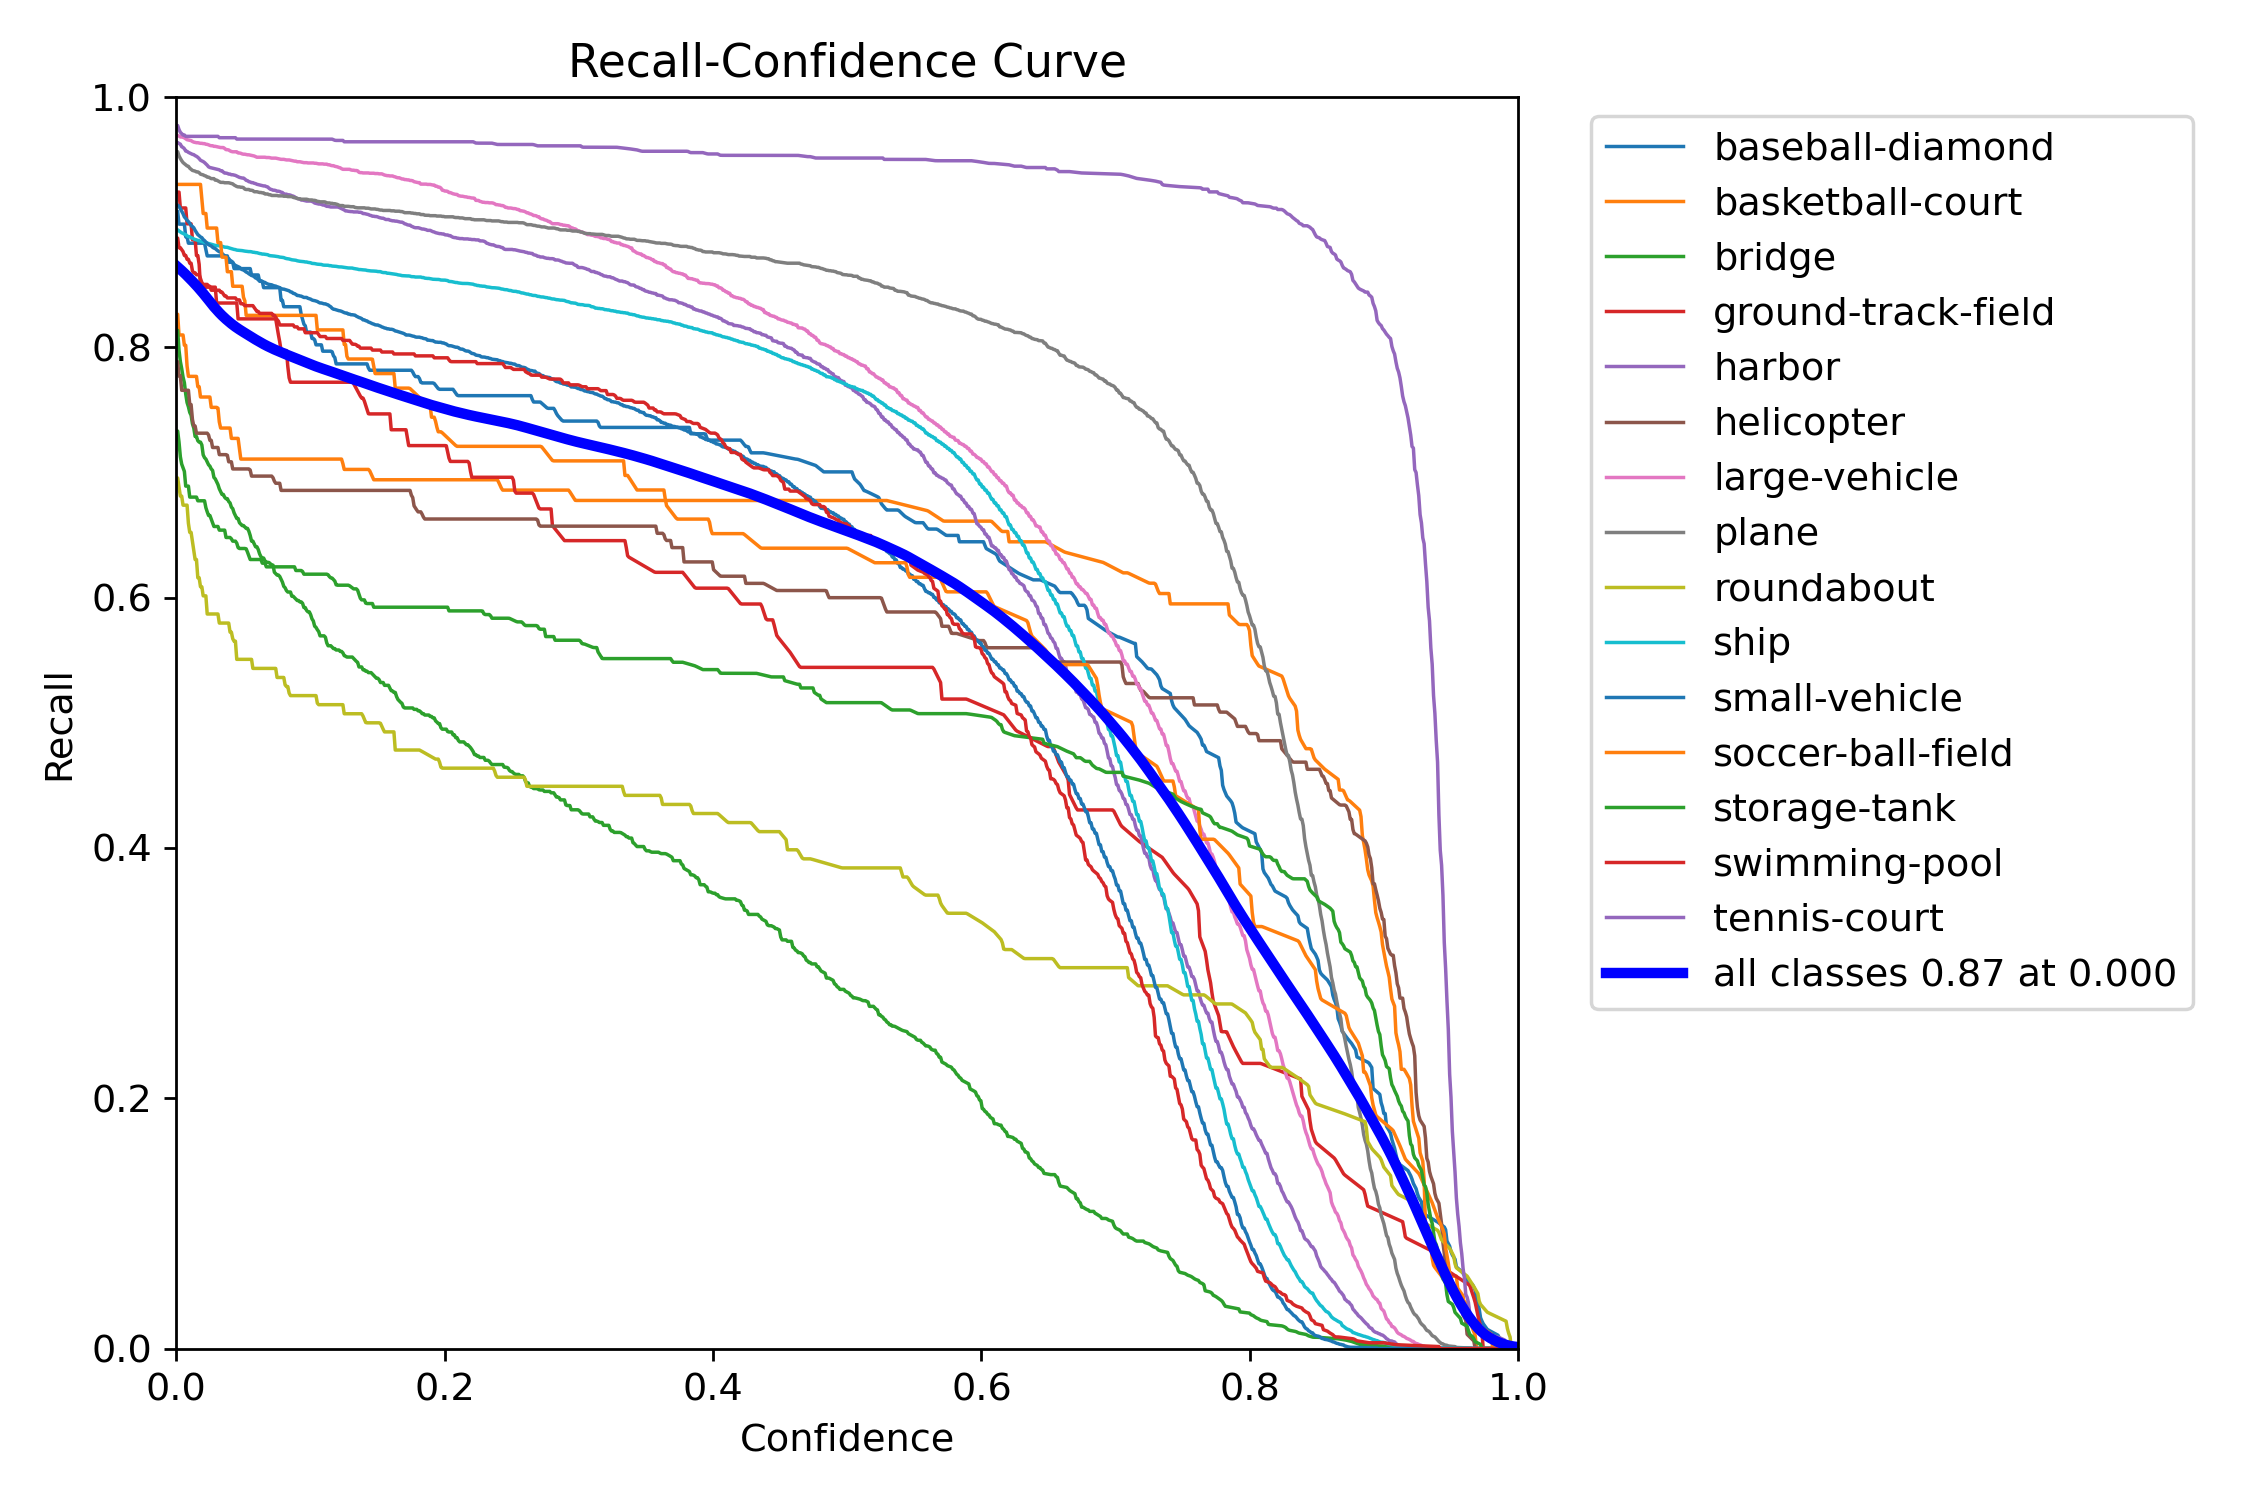 Recall-Confidence Curve
1.0
0.8
0.6
0.4
0.2
0.0
Recall
0.0 0.2 0.4 0.6 0.8 1.0
Confidence
baseball-diamond
basketball-court
bridge
ground-track-field
harbor
helicopter
large-vehicle
plane
roundabout
ship
small-vehicle
soccer-ball-field
storage-tank
swimming-pool
tennis-court
all classes 0.87 at 0.000